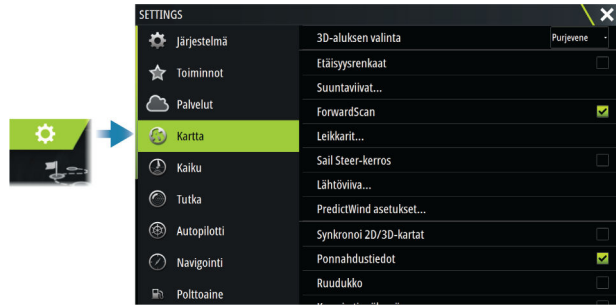 SETTINGS
Järjestelmä
Toiminnot
Palvelut
Kartta
Kaiku
Tutka
Autopilotti
Navigointi
Polttoaine
3D-aluksen valinta Purjevene
Etäisyysrenkaat
Suuntaviivat...
ForwardScan
Leikkarit...
Sail Steer-kerros
Lähtöviiva...
PredictWind asetukset...
Synkronoi 2D/3D-kartat
Ponnahdustiedot
Ruudukko